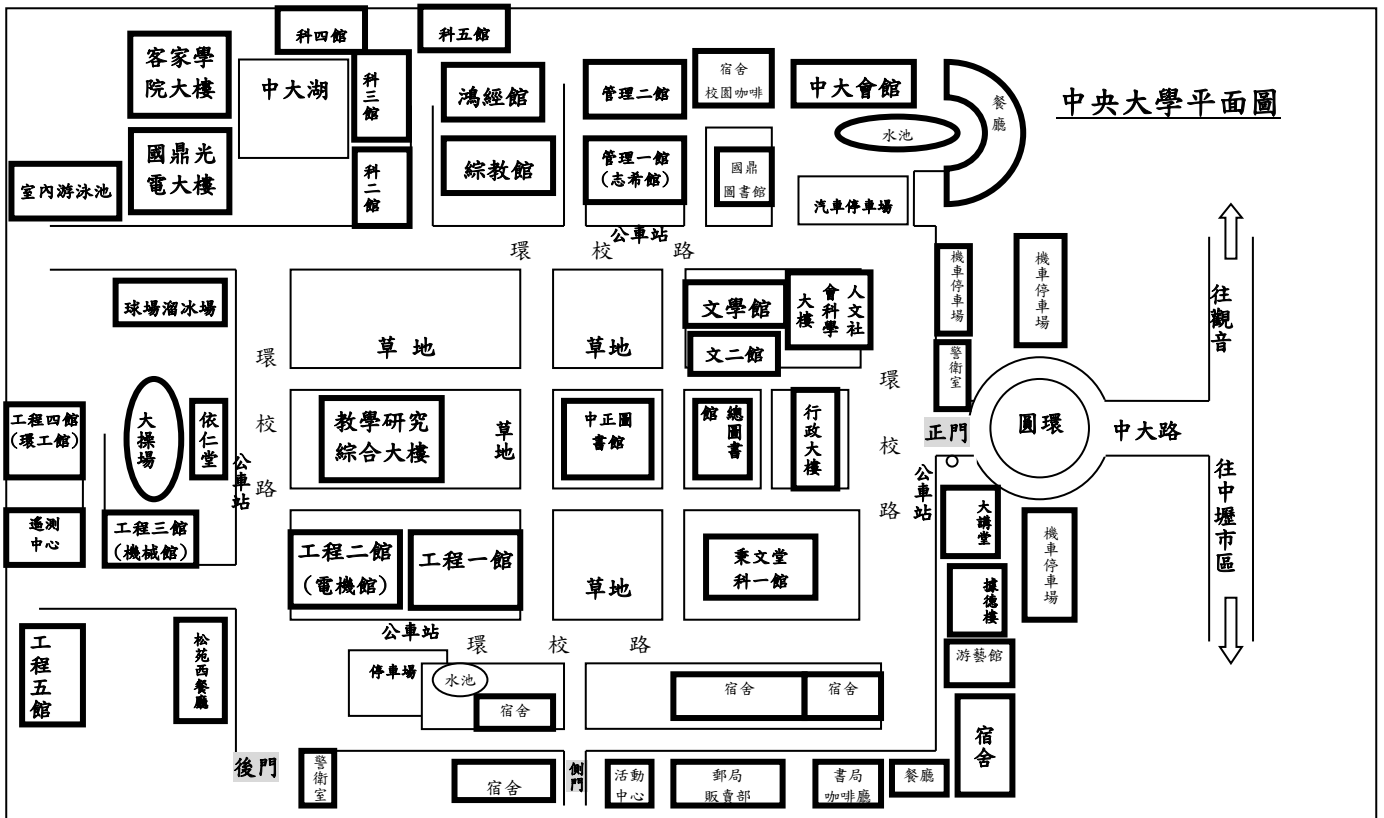 中央大學平面圖
科四館
科五館
客家學
院大樓
中大湖
科三館
鴻經館
管理二館
宿舍
校園咖啡
中大會館
餐廳
水池
國鼎光
電大樓
室內游泳池
科二館
綜教館
管理一館
（志希館）
國鼎
圖書館
汽車停車場
公車站
環 校 路
球場溜冰場
草 地
草地
文學館
人文社
會科學
大樓
文二館
機車停車場
機車停車場
警衛室
往觀音
環校路
環校路
工程四館
（環工館）
大操場
依仁堂
公車站
教學研究
綜合大樓
草地
中正圖
書館
總圖書
館
行政大樓
正門
圓環
中大路
公車站
往中壢市區
遙測
中心
工程三館
（機械館）
工程二館
（電機館）
工程一館
草地
秉文堂
科一館
大講堂
機車停車場
據德樓
公車站
環 校 路
游藝館
工程五館
松苑西餐廳
停車場
水池
宿舍
宿舍
宿舍
宿舍
後門
警衛室
宿舍
側門
活動
中心
郵局
販賣部
書局
咖啡廳
餐廳